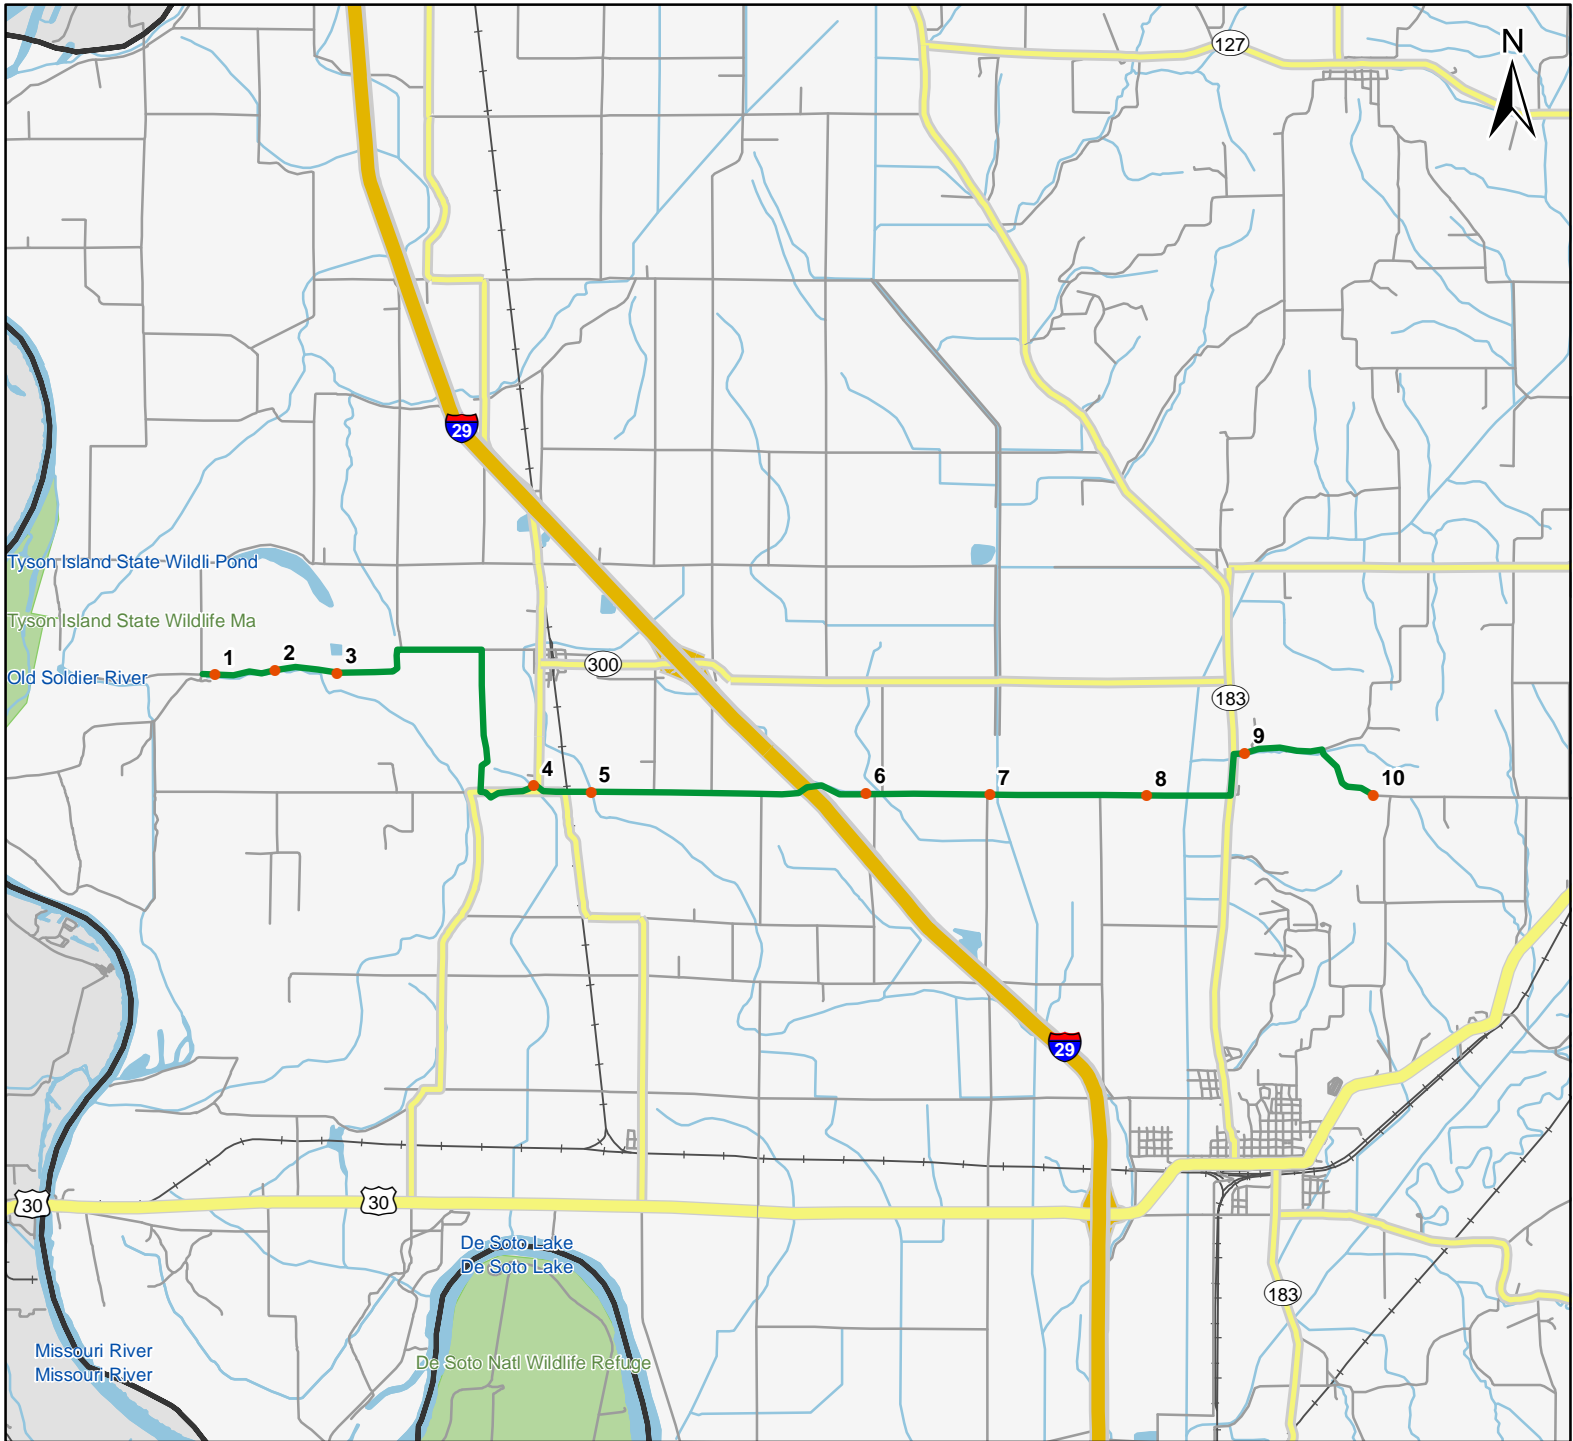 127
N
29
Tyson Island State Wildli Pond
Tyson Island State Wildlife Ma
Old Soldier River
1
2
3
300
183
4
5
6
7
8
9
10
29
30
30
De Soto Lake
De Soto Lake
183
Missouri River
Missouri River
De Soto Natl Wildlife Refuge